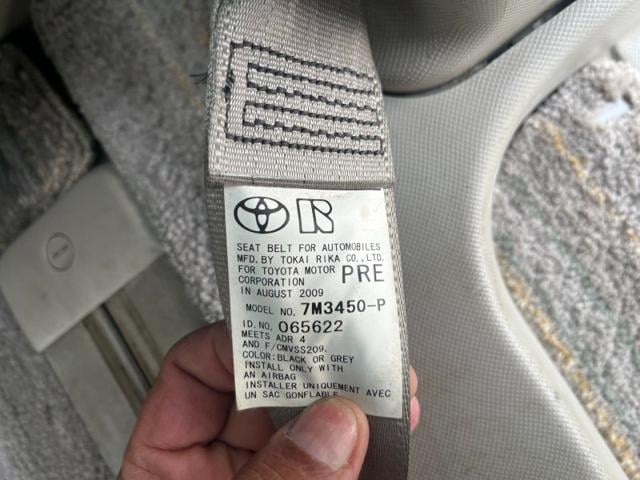 SEAT BELT FOR AUTOMOBILES
MFD. BY TOKAI RIKA CO., LTD.
FOR TOYOTA MOTOR PRE
CORPORATION
IN AUGUST 2009
MODEL NO. 7M3450-P
ID. NO. 065622
MEETS ADR 4
AND F/CMVSS209.
COLOR:BLACK OR GREY
INSTALL ONLY WITH
AN AIRBAG
INSTALLER UNIQUEMENT AVEC
UN SAC GONFLABLE